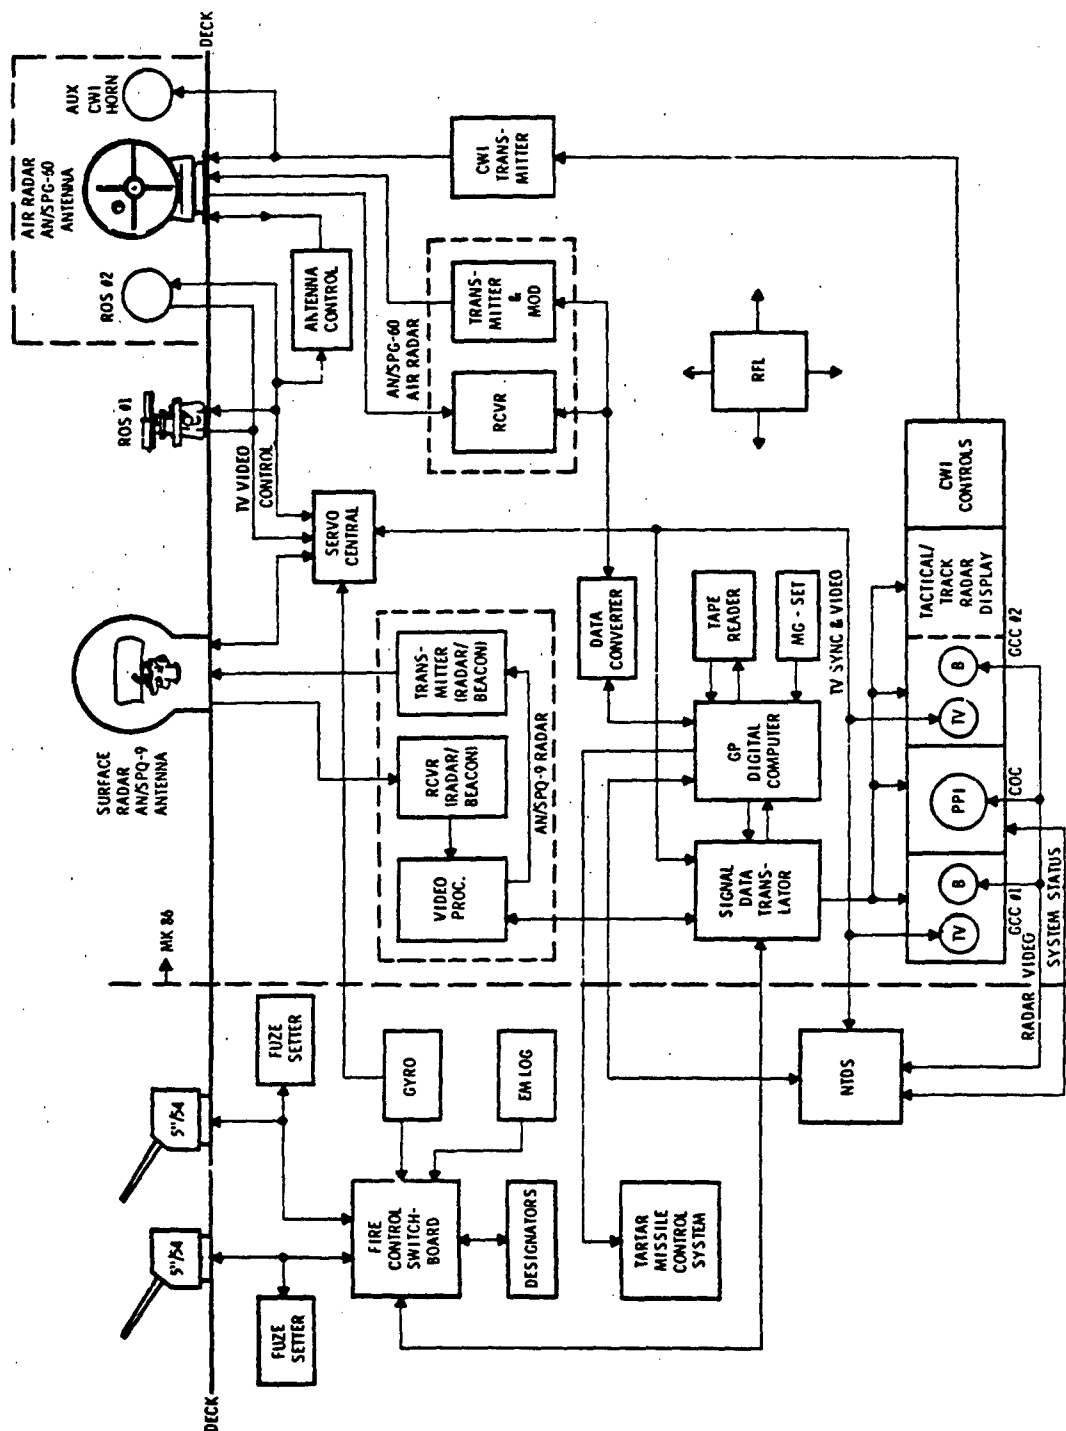 AIR RADAR
AN/SPG-60
ANTENNA
AUX
CWI
HORN
DECK
ROS #2
ROS #1
SURFACE
RADAR
AN/SPQ-9
ANTENNA
MK 86
5"/54
5"/54
DECK
FUZE
SETTER
FUZE
SETTER
GYRO
EM LOG
FIRE
CONTROL
SWITCH-
BOARD
DESIGNATORS
TARTAR
MISSILE
CONTROL
SYSTEM
NTDS
TV VIDEO
CONTROL
SERVO
CENTRAL
ANTENNA
CONTROL
AN/SPG-60
AIR RADAR
RCVR
TRANS-
MITTER
&
MOD
CWI
TRANS-
MITTER
VIDEO
PROC.
RCVR
(RADAR/
BEACON)
TRANS-
MITTER
(RADAR/
BEACON)
AN/SPQ-9 RADAR
DATA
CONVERTER
SIGNAL
DATA
TRANS-
LATOR
GP
DIGITAL
COMPUTER
TAPE
READER
MG - SET
TV SYNC & VIDEO
RFL
TV
B
GCC #1
PPI
COC
TV
B
GCC #2
TACTICAL/
TRACK
RADAR
DISPLAY
CWI
CONTROLS
RADAR VIDEO
SYSTEM STATUS